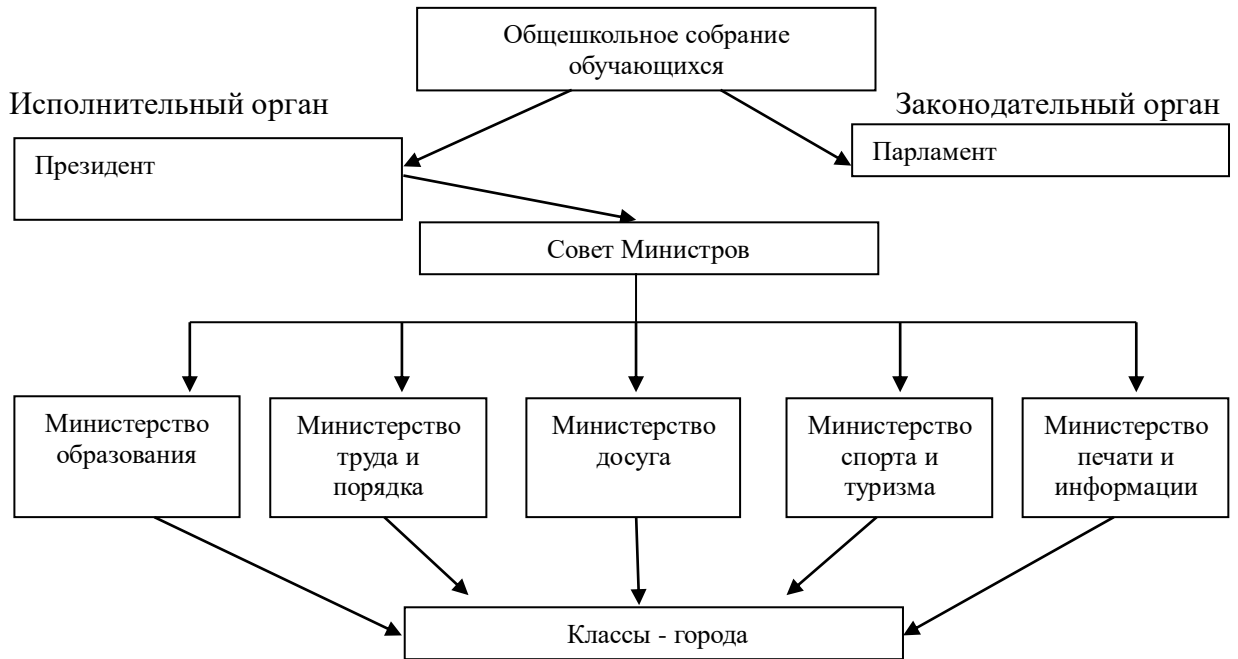 Общешкольное собрание
обучающихся
Исполнительный орган
Законодательный орган
Президент
Парламент
Совет Министров
Министерство
образования
Министерство
труда и
порядка
Министерство
досуга
Министерство
спорта и
туризма
Министерство
печати и
информации
Классы - города